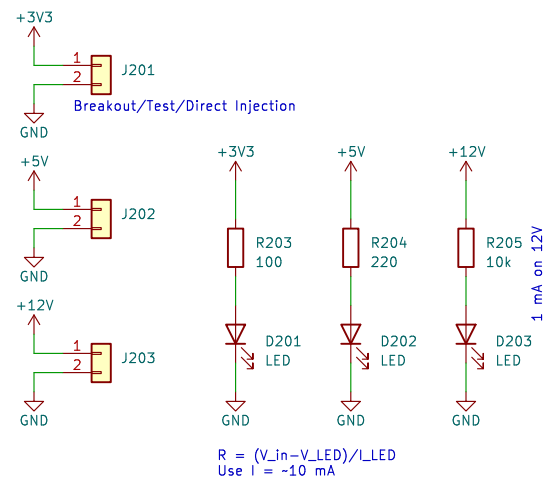 +3V3
1
2
J201
Breakout/Test/Direct Injection
GND
+5V
1
2
J202
GND
+12V
1
2
J203
GND
+3V3
R203
100
D201
LED
GND
+5V
R204
220
D202
LED
GND
+12V
R205
10k
D203
LED
GND
1 mA on 12V
R = (V_in-V_LED)/I_LED
Use I = ~10 mA